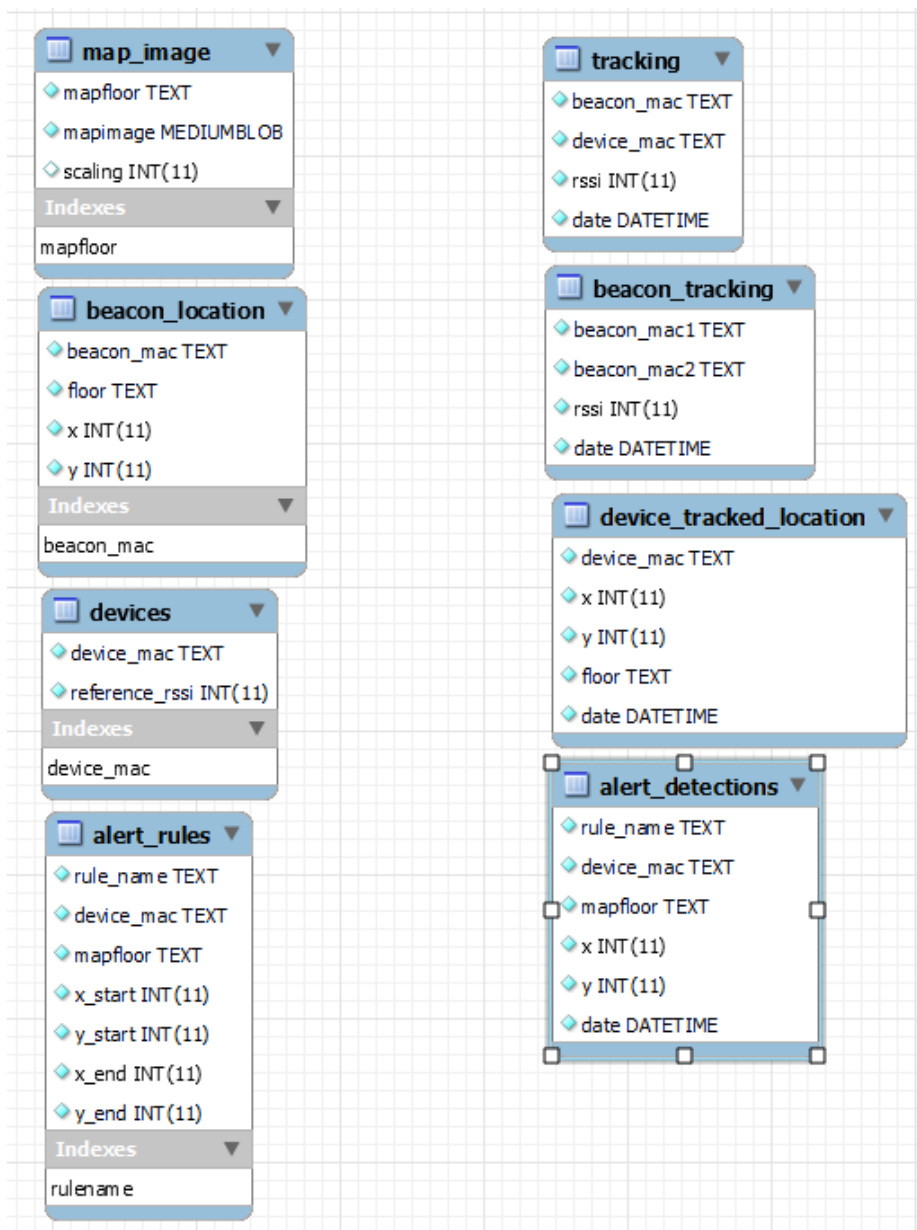 map_image
mapfloor TEXT
mapimage MEDIUMBLOB
scaling INT(11)
Indexes
mapfloor
beacon_location
beacon_mac TEXT
floor TEXT
x INT(11)
y INT(11)
Indexes
beacon_mac
devices
device_mac TEXT
reference_rssi INT(11)
Indexes
device_mac
alert_rules
rule_name TEXT
device_mac TEXT
mapfloor TEXT
x_start INT(11)
y_start INT(11)
x_end INT(11)
y_end INT(11)
Indexes
rulename
tracking
beacon_mac TEXT
device_mac TEXT
rssi INT(11)
date DATETIME
beacon_tracking
beacon_mac1 TEXT
beacon_mac2 TEXT
rssi INT(11)
date DATETIME
device_tracked_location
device_mac TEXT
x INT(11)
y INT(11)
floor TEXT
date DATETIME
alert_detections
rule_name TEXT
device_mac TEXT
mapfloor TEXT
x INT(11)
y INT(11)
date DATETIME